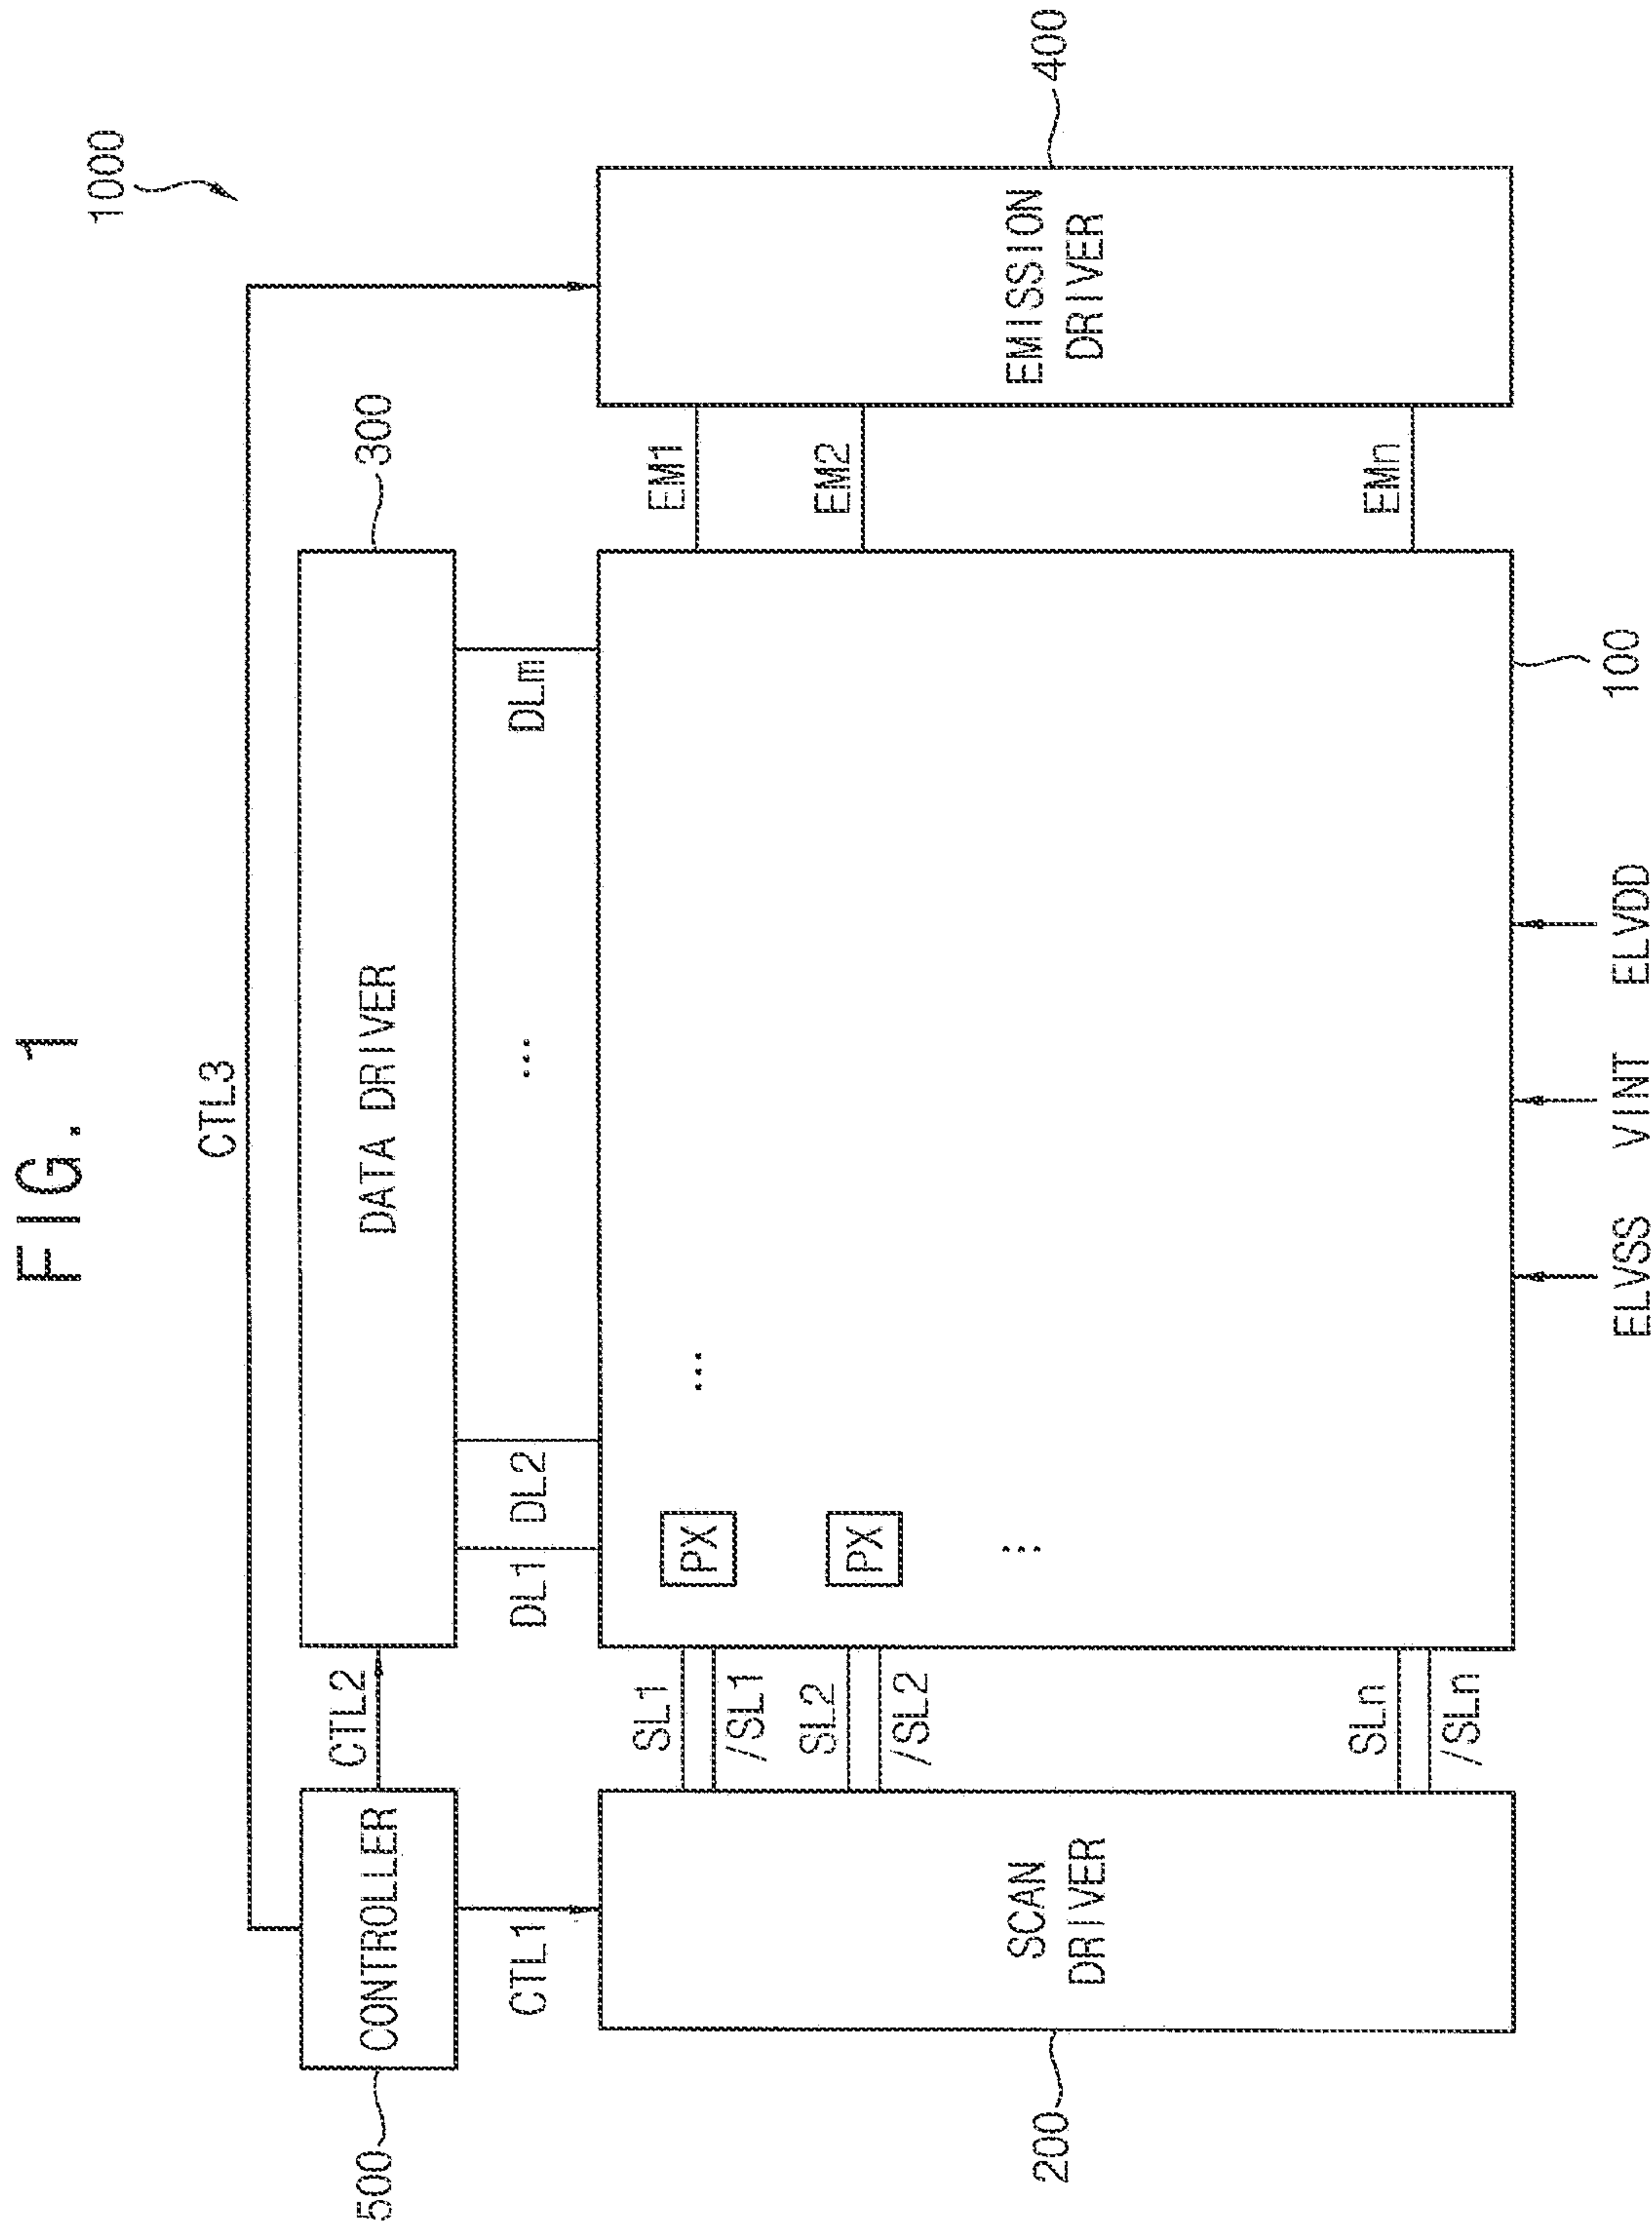 FIG. 1
1000
CTL3
500
CONTROLLER
CTL2
DATA DRIVER
300
CTL1
DL1
DL2
...
DLm
SL1
/SL1
PX
...
EM1
SL2
/SL2
PX
EM2
...
SCAN
DRIVER
200
EMISSION
DRIVER
400
SLn
/SLn
EMn
100
ELVSS
VINT
ELVDD